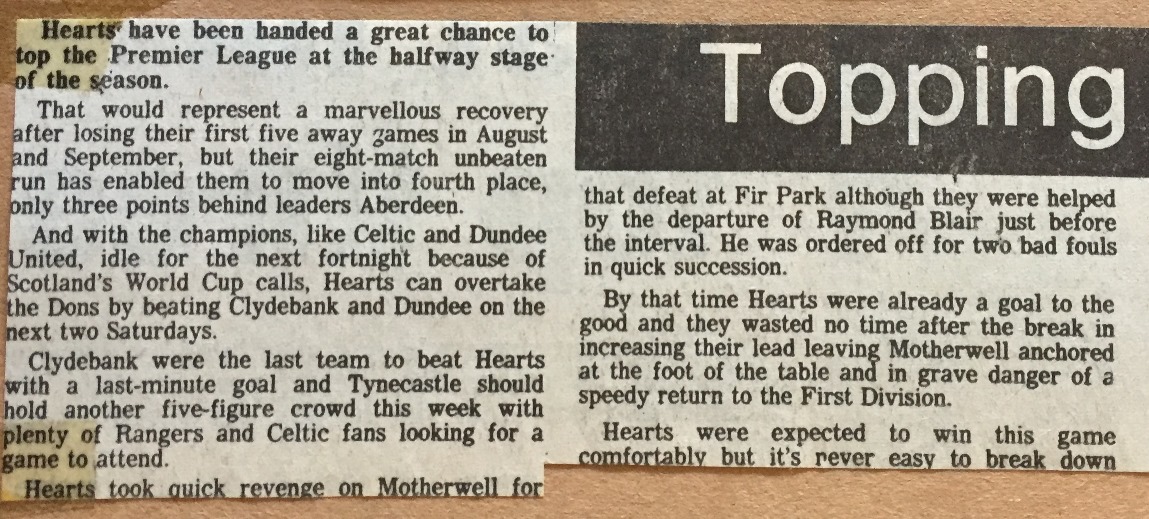 Hearts have been handed a great chance to
top the Premier League at the halfway stage
of the season.
That would represent a marvellous recovery
after losing their first five away games in August
and September, but their eight-match unbeaten
run has enabled them to move into fourth place,
only three points behind leaders Aberdeen.
And with the champions, like Celtic and Dundee
United, idle for the next fortnight because of
Scotland's World Cup calls, Hearts can overtake
the Dons by beating Clydebank and Dundee on the
next two Saturdays.
Clydebank were the last team to beat Hearts
with a last-minute goal and Tynecastle should
hold another five-figure crowd this week with
plenty of Rangers and Celtic fans looking for a
game to attend.
Hearts took quick revenge on Motherwell for
Topping
that defeat at Fir Park although they were helped
by the departure of Raymond Blair just before
the interval. He was ordered off for two bad fouls
in quick succession.
By that time Hearts were already a goal to the
good and they wasted no time after the break in
increasing their lead leaving Motherwell anchored
at the foot of the table and in grave danger of a
speedy return to the First Division.
Hearts were expected to win this game
comfortably but it's never easy to break down